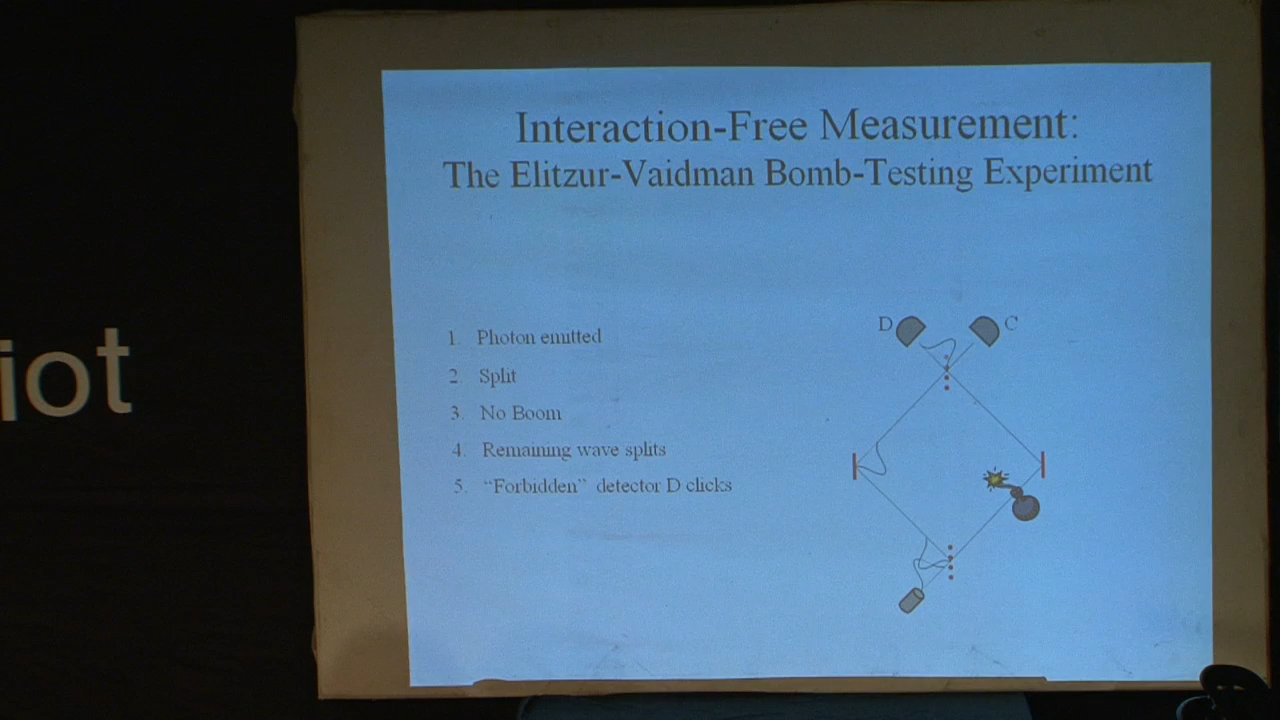 iot
Interaction-Free Measurement:
The Elitzur-Vaidman Bomb-Testing Experiment
1. Photon emitted
2. Split
3. No Boom
4. Remaining wave splits
5. “Forbidden” detector D clicks
D
C